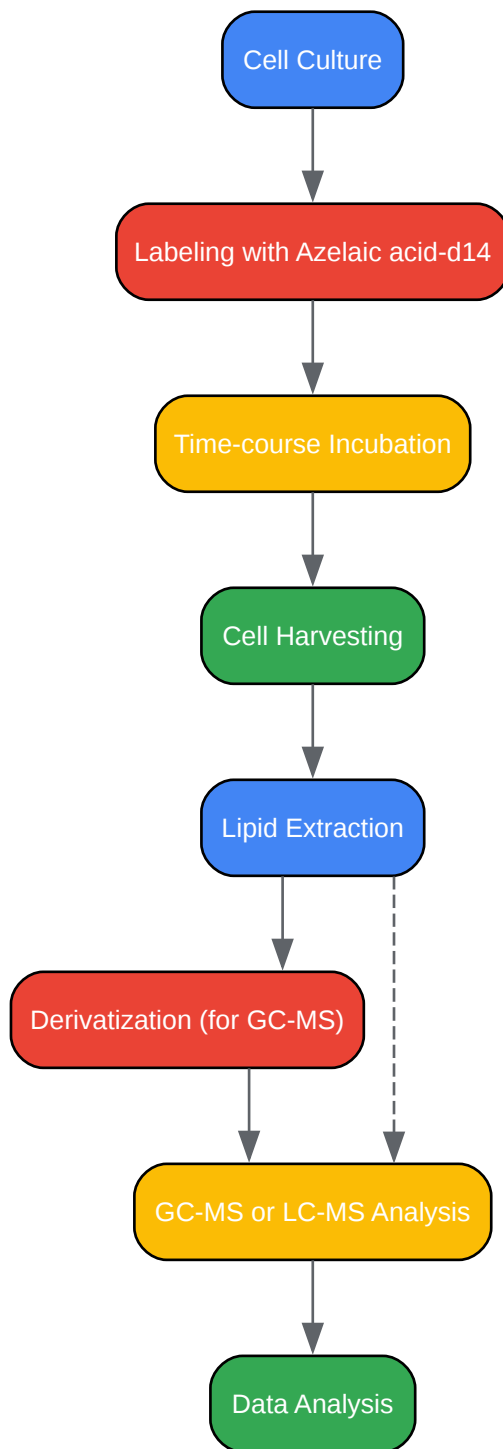 Cell Culture
Labeling with Azelaic acid-d14
Time-course Incubation
Cell Harvesting
Lipid Extraction
Derivatization (for GC-MS)
GC-MS or LC-MS Analysis
Data Analysis